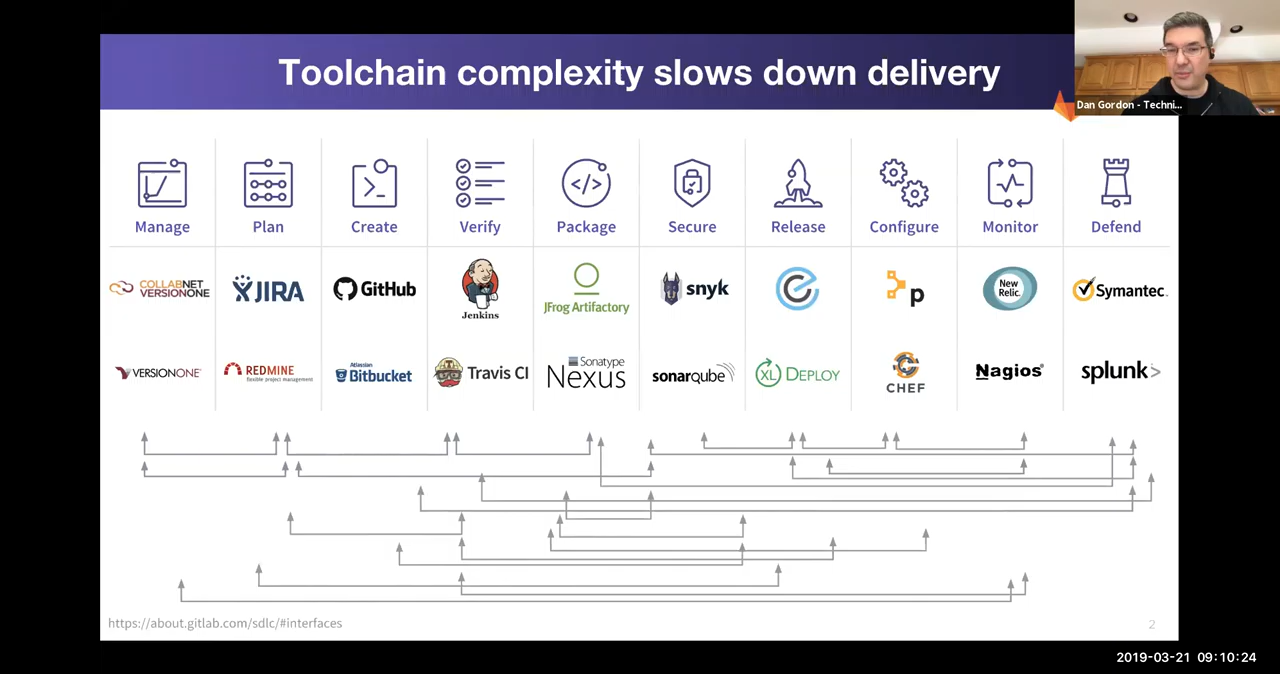 Toolchain complexity slows down delivery
Dan Gordon - Techni...
Manage
Plan
Create
Verify
Package
Secure
Release
Configure
Monitor
Defend
COLLABNET
VERSIONONE
JIRA
GitHub
Jenkins
JFrog Artifactory
snyk
p
New
Relic.
Symantec.
VERSIONONE
REDMINE
flexible project management
Atlassian
Bitbucket
Travis CI
Sonatype
Nexus
sonarqube
XL DEPLOY
CHEF
Nagios
splunk>
https://about.gitlab.com/sdlc/#interfaces
2
2019-03-21 09:10:24